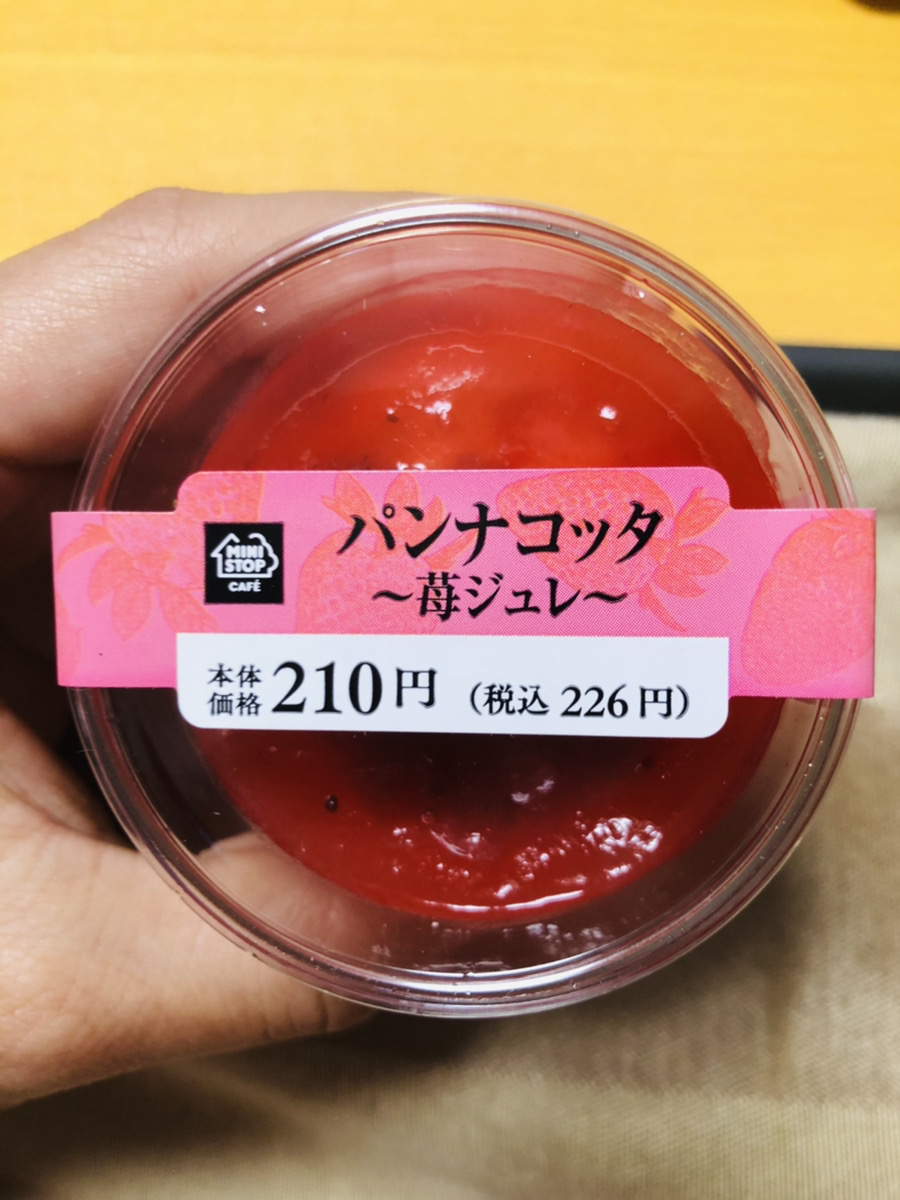 MINI
STOP
CAFÉ
パンナコッタ
～苺ジュレ～
本体
価格 210円 (税込 226円)